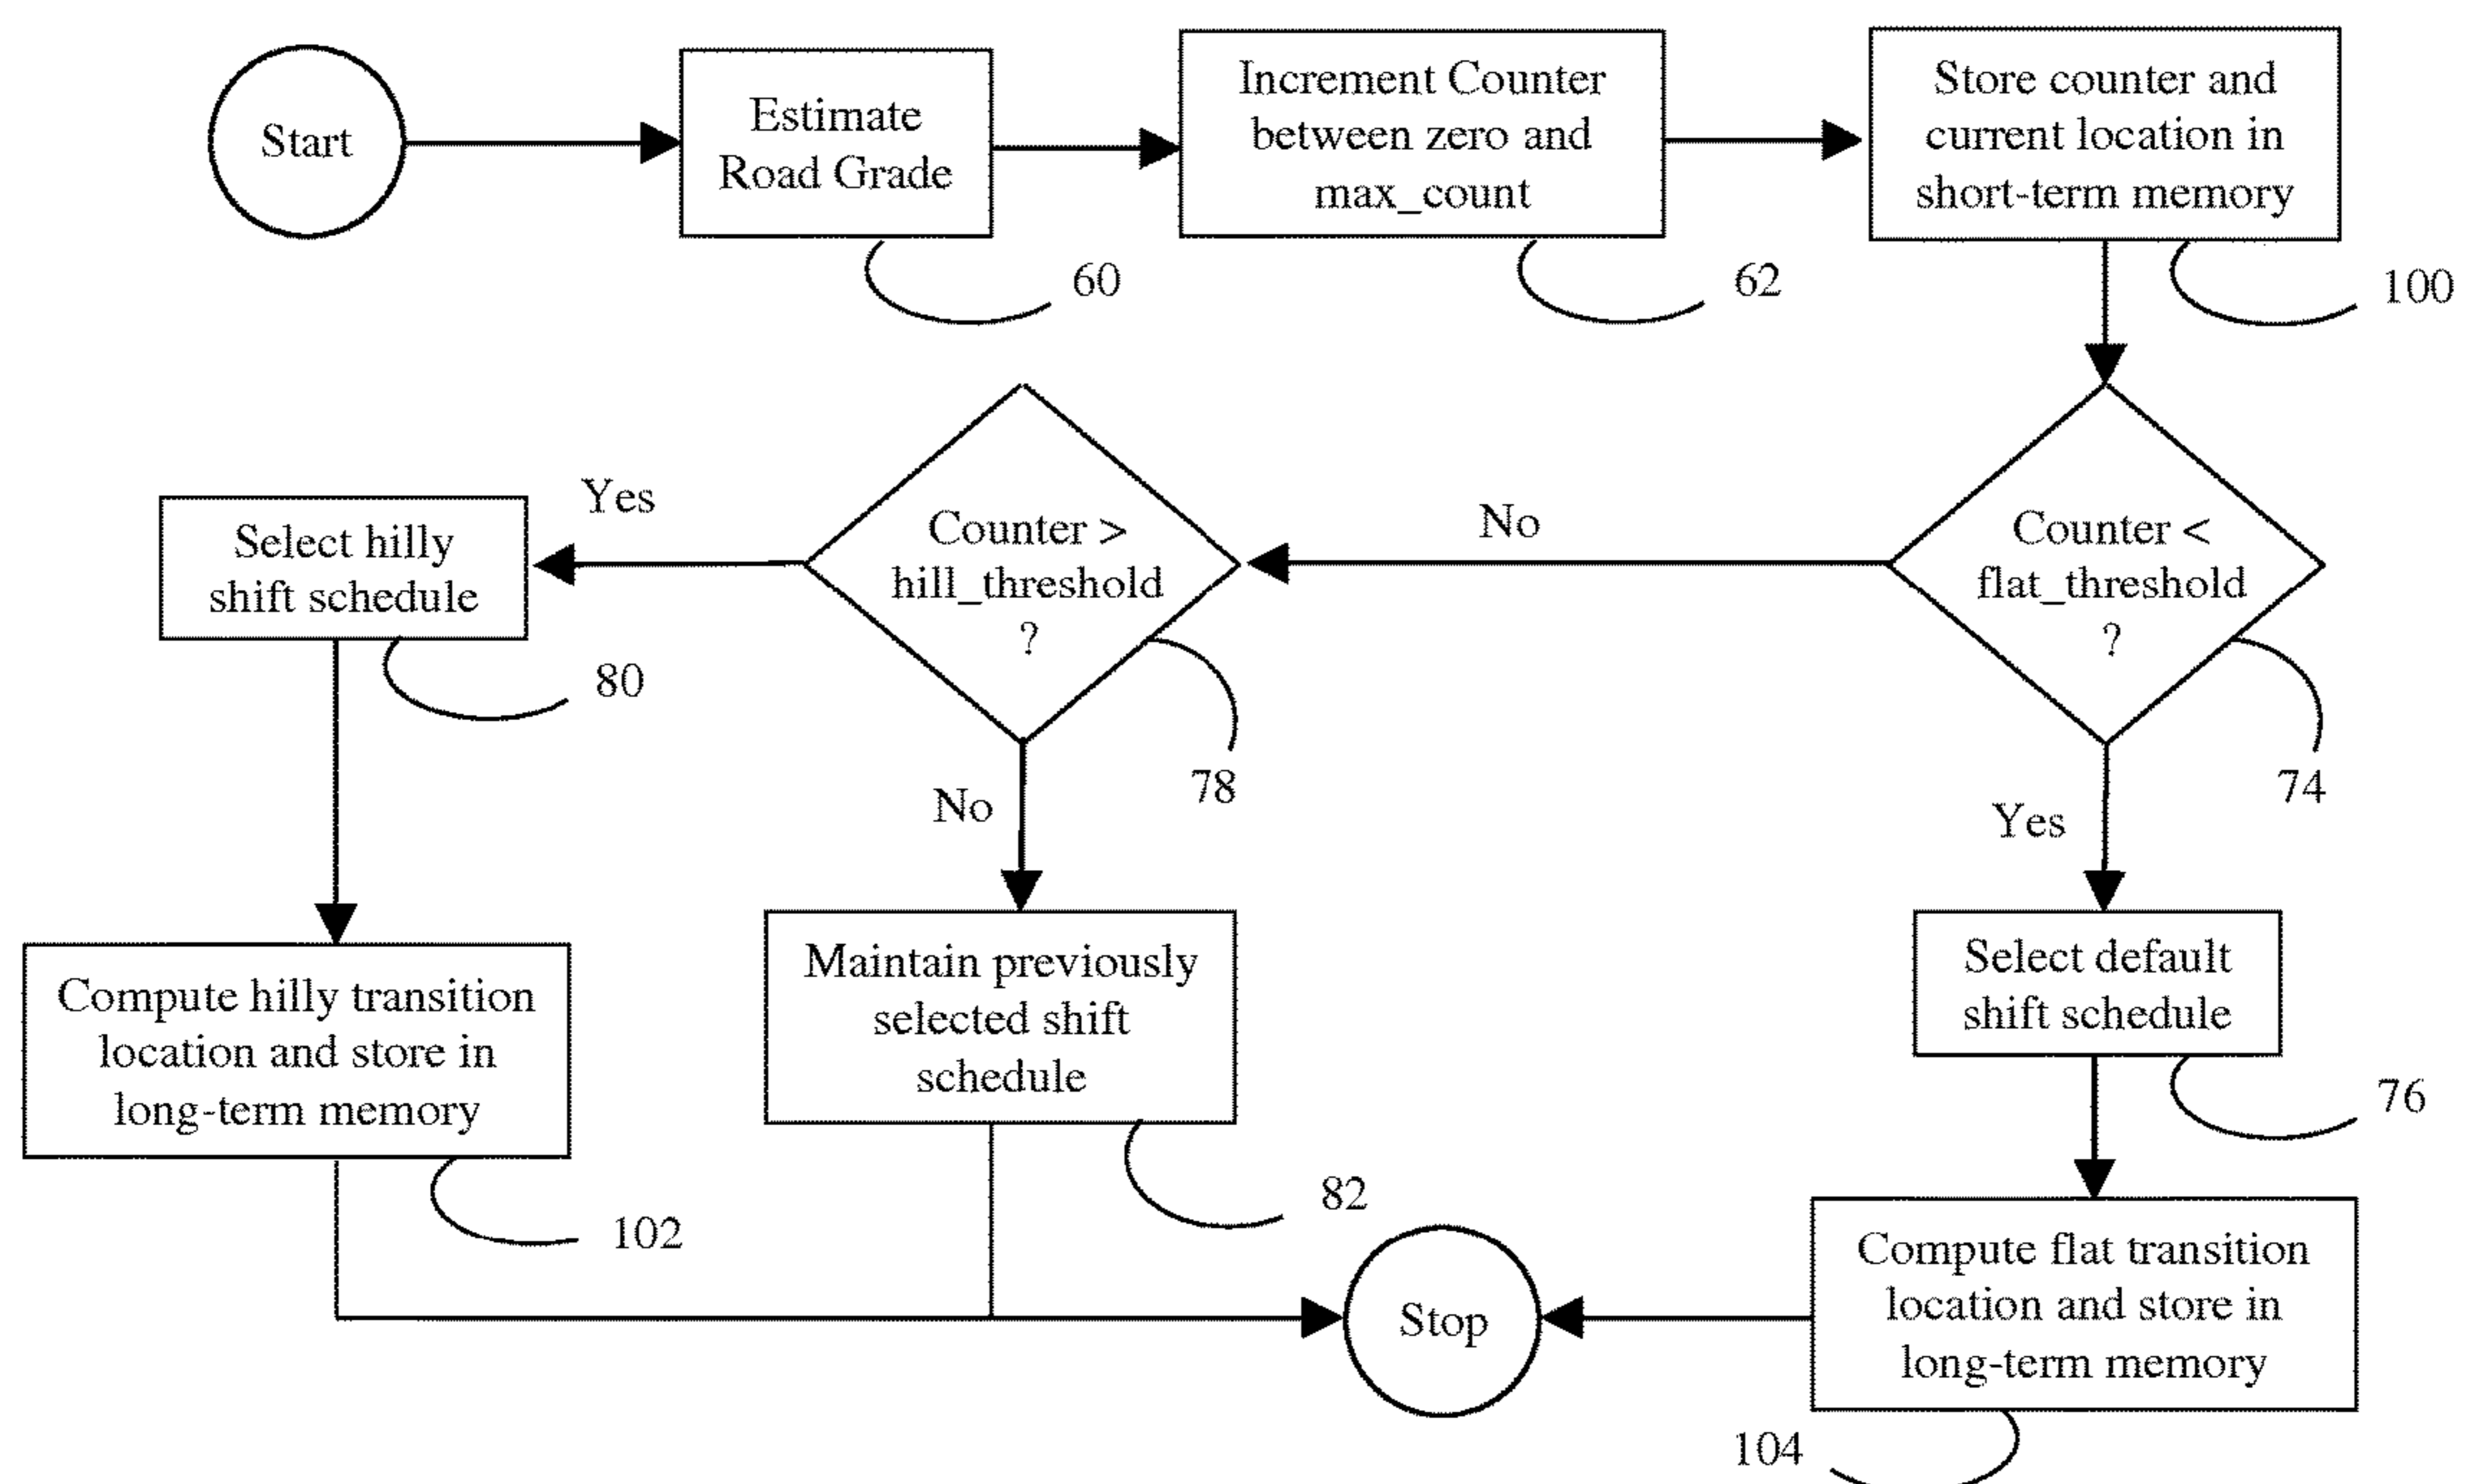 Start
Estimate
Road Grade
60
Increment Counter
between zero and
max_count
62
Store counter and
current location in
short-term memory
100
Counter <
flat_threshold
?
74
No
Yes
Counter >
hill_threshold
?
78
Yes
No
Select hilly
shift schedule
80
Compute hilly transition
location and store in
long-term memory
102
Maintain previously
selected shift
schedule
82
Select default
shift schedule
76
Compute flat transition
location and store in
long-term memory
104
Stop